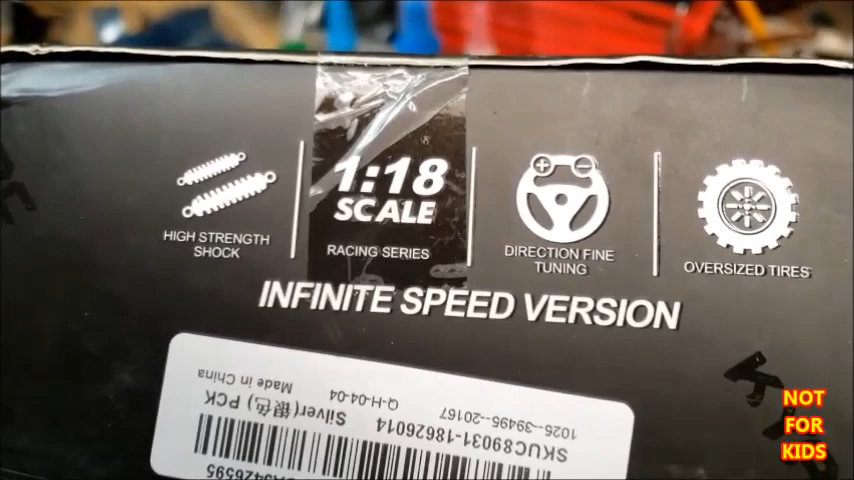 HIGH STRENGTH
SHOCK
1:18
SCALE
RACING SERIES
DIRECTION FINE
TUNING
OVERSIZED TIRES
INFINITE SPEED VERSION
SKUC89031-18626014
1025--39495--20167
Silver(银色) PCK
Q-H-04-04
Made in China
NOT
FOR
KIDS